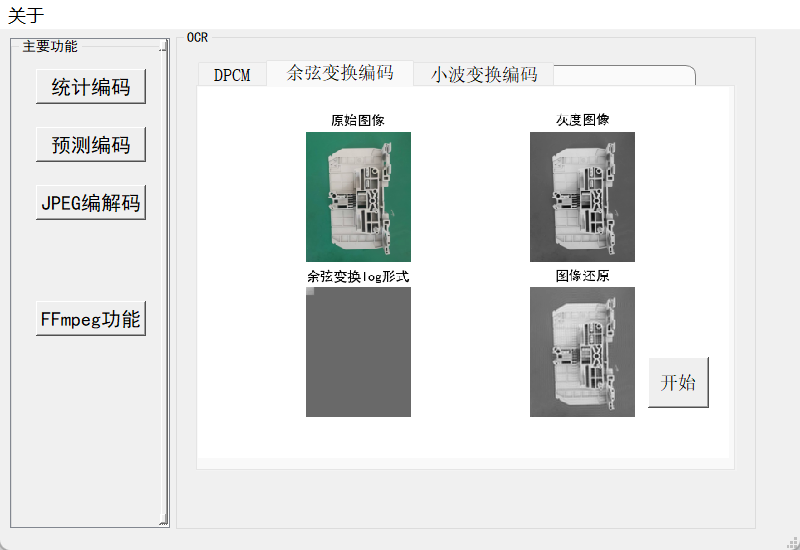 关于
主要功能
统计编码
预测编码
JPEG编解码
FFmpeg功能
OCR
DPCM
余弦变换编码
小波变换编码
原始图像
灰度图像
余弦变换log形式
图像还原
开始